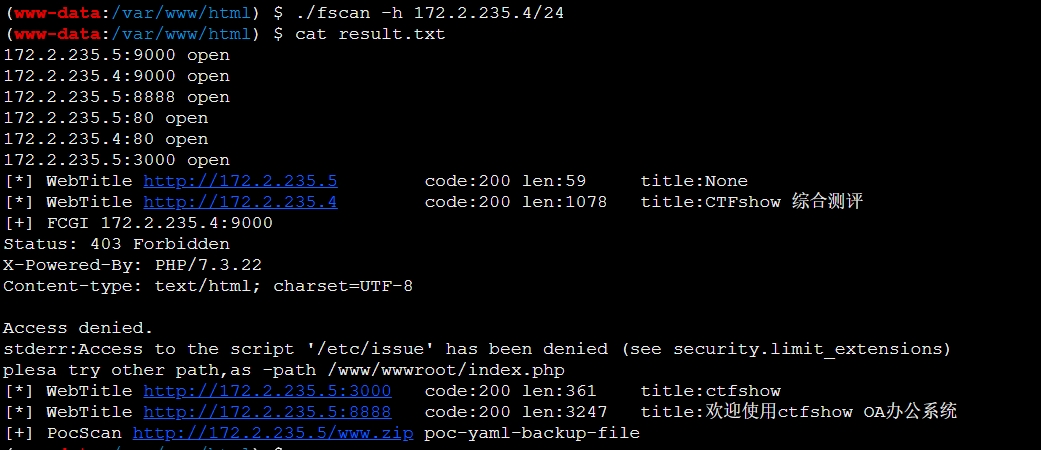 (www-data:/var/www/html) $ ./fscan -h 172.2.235.4/24
(www-data:/var/www/html) $ cat result.txt
172.2.235.5:9000 open
172.2.235.4:9000 open
172.2.235.5:8888 open
172.2.235.5:80 open
172.2.235.4:80 open
172.2.235.5:3000 open
[*] WebTitle http://172.2.235.5 code:200 len:59 title:None
[*] WebTitle http://172.2.235.4 code:200 len:1078 title:CTFshow 综合测评
[+] FCGI 172.2.235.4:9000
Status: 403 Forbidden
X-Powered-By: PHP/7.3.22
Content-type: text/html; charset=UTF-8
Access denied.
stderr:Access to the script '/etc/issue' has been denied (see security.limit_extensions)
plesa try other path,as -path /www/wwwroot/index.php
[*] WebTitle http://172.2.235.5:3000 code:200 len:361 title:ctfshow
[*] WebTitle http://172.2.235.5:8888 code:200 len:3247 title:欢迎使用ctfshow OA办公系统
[+] PocScan http://172.2.235.5/www.zip poc-yaml-backup-file